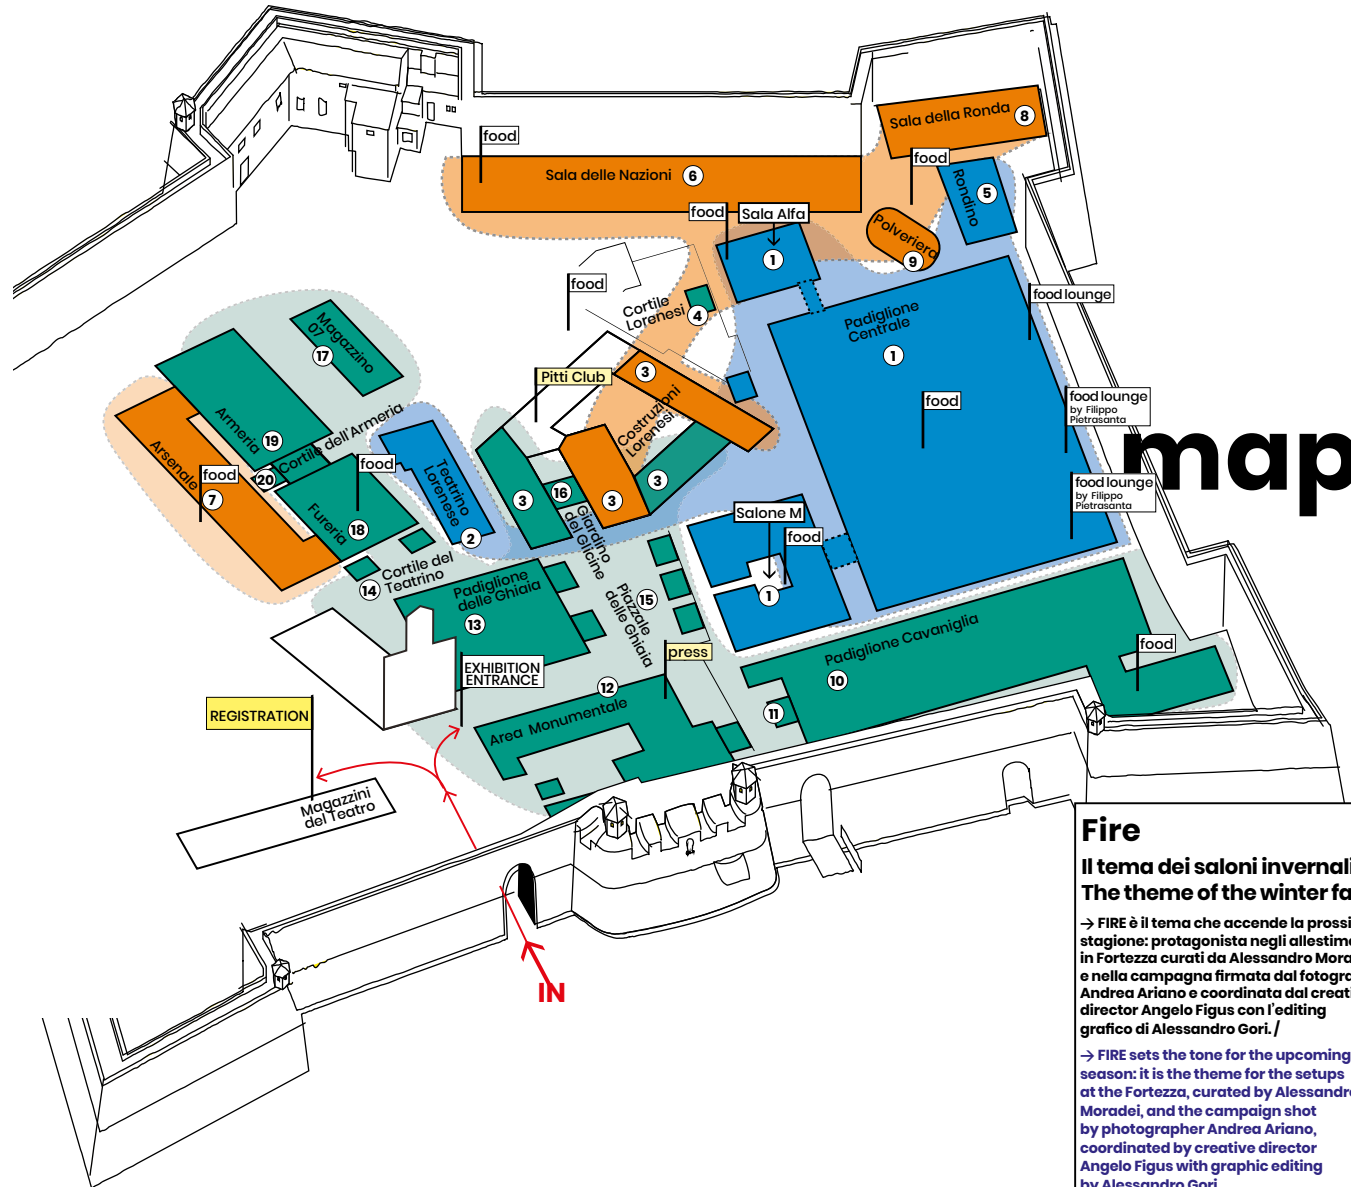 Sala della Ronda 8
food
food
Sala delle Nazioni 6
Rondino
5
food
Sala Alfa
Polveriera
9
1
food
food lounge
Cortile
Lorenesi
4
Padiglione
Centrale
1
Magazzino
07
17
Pitti Club
3
food
food lounge
by Filippo
Pietrasanta
map
Armeria
19
Cortile dell'Armeria
Costruzioni
Lorenesi
Arsenale
7
food
20
food
Teatrino
Lorenese
2
3
16
3
3
food lounge
by Filippo
Pietrasanta
Fureria
18
Giardino
del Glicine
Salone M
food
1
14
Cortile del
Teatrino
Padiglione
delle Ghiaia
13
Piazzale
delle Ghiaia
15
Padiglione Cavaniglia
10
food
press
EXHIBITION
ENTRANCE
12
11
REGISTRATION
Area Monumentale
Magazzini
del Teatro
IN
Fire
Il tema dei saloni invernali
The theme of the winter fa
→ FIRE è il tema che accende la prossi
stagione: protagonista negli allestime
in Fortezza curati da Alessandro Mora
e nella campagna firmata dal fotogra
Andrea Ariano e coordinata dal creati
director Angelo Figus con l'editing
grafico di Alessandro Gori. /
→ FIRE sets the tone for the upcoming
season: it is the theme for the setups
at the Fortezza, curated by Alessandr
Moradei, and the campaign shot
by photographer Andrea Ariano,
coordinated by creative director
Angelo Figus with graphic editing
by Alessandro Gori